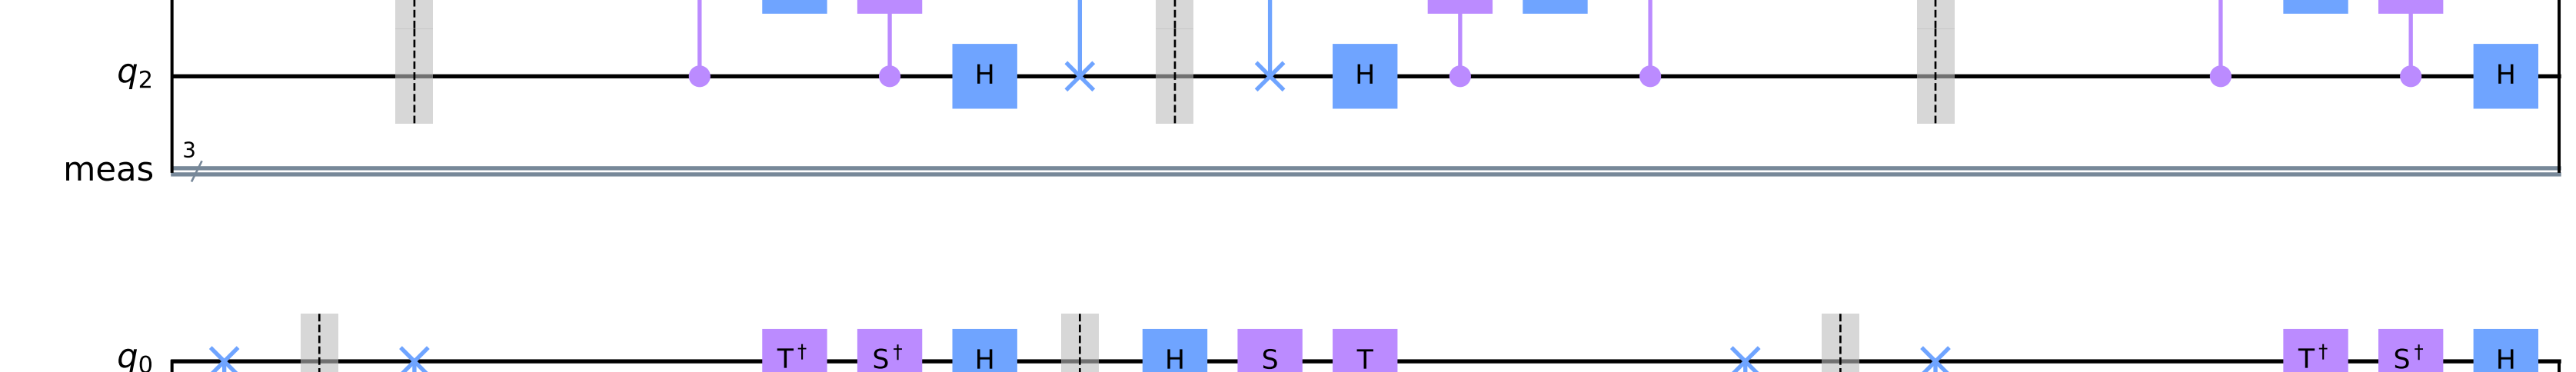 q2 H H H
3
meas
q0 T† S† H H S T T† S† H